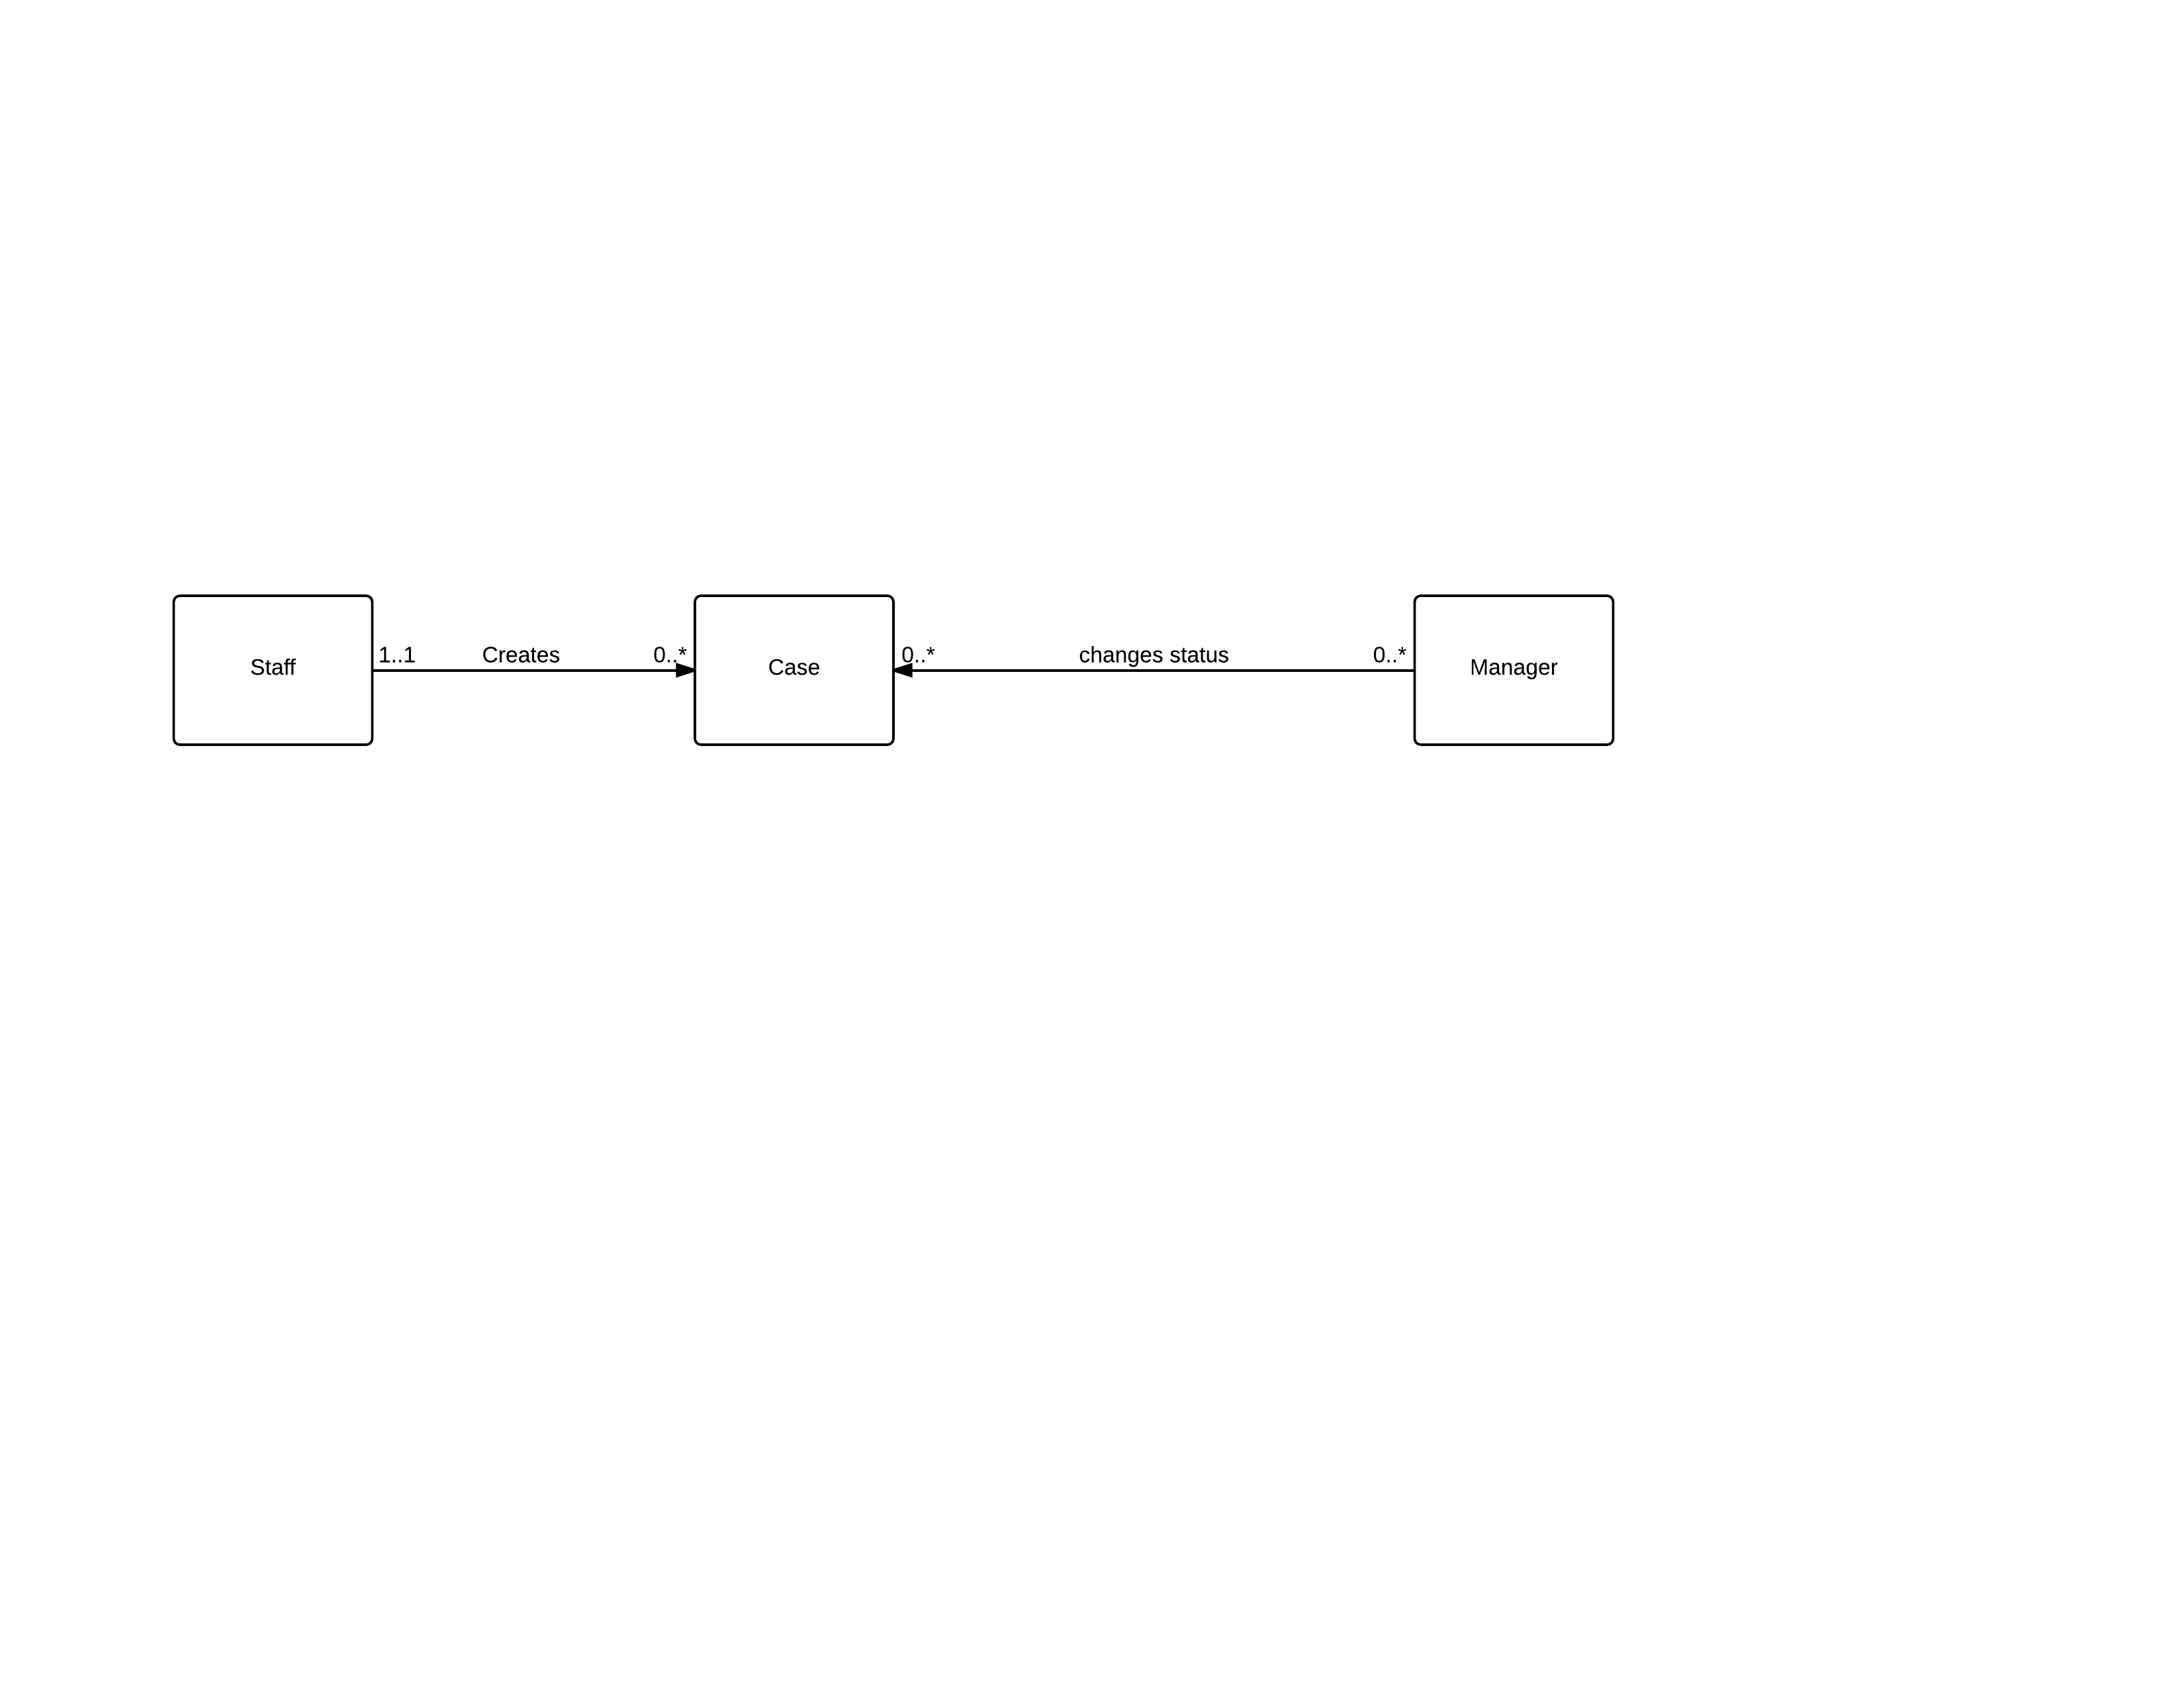 1..1
Creates
0..*
0..*
changes status
0..*
Staff
Case
Manager